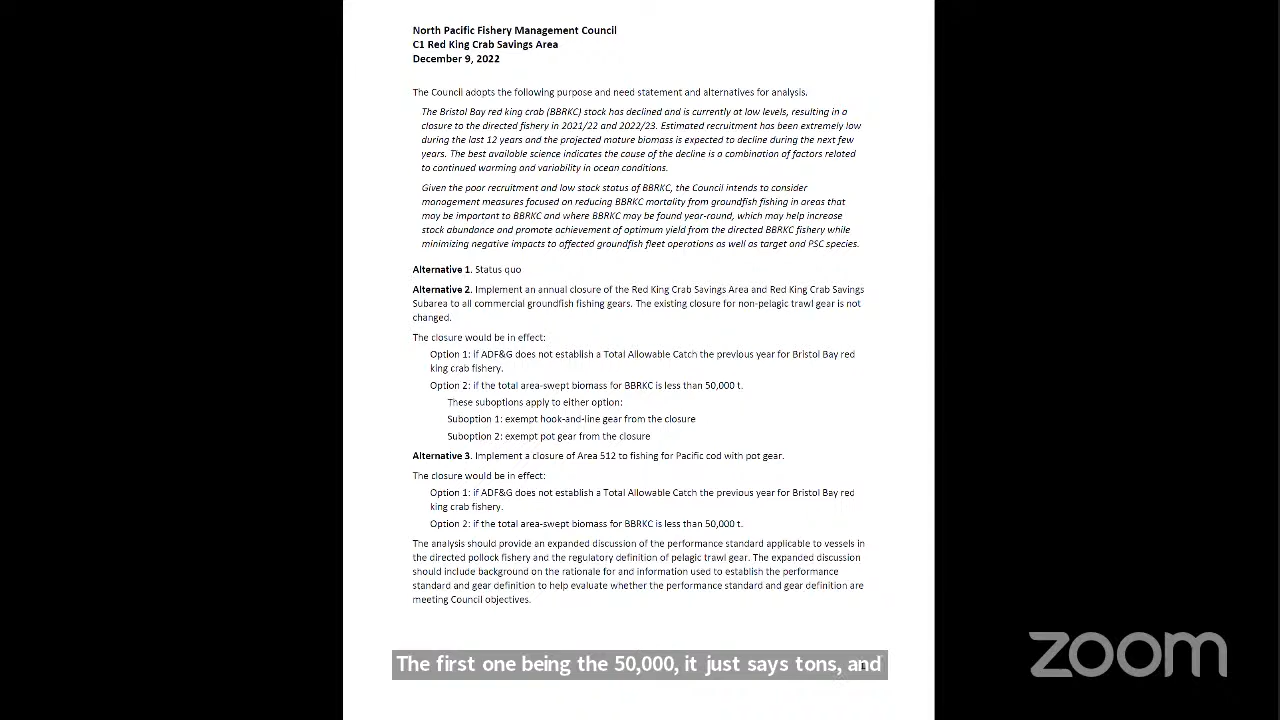 North Pacific Fishery Management Council
C1 Red King Crab Savings Area
December 9, 2022
The Council adopts the following purpose and need statement and alternatives for analysis.
The Bristol Bay red king crab (BBRKC) stock has declined and is currently at low levels, resulting in a
closure to the directed fishery in 2021/22 and 2022/23. Estimated recruitment has been extremely low
during the last 12 years and the projected mature biomass is expected to decline during the next few
years. The best available science indicates the cause of the decline is a combination of factors related
to continued warming and variability in ocean conditions.
Given the poor recruitment and low stock status of BBRKC, the Council intends to consider
management measures focused on reducing BBRKC mortality from groundfish fishing in areas that
may be important to BBRKC and where BBRKC may be found year-round, which may help increase
stock abundance and promote achievement of optimum yield from the directed BBRKC fishery while
minimizing negative impacts to affected groundfish fleet operations as well as target and PSC species.
Alternative 1. Status quo
Alternative 2. Implement an annual closure of the Red King Crab Savings Area and Red King Crab Savings
Subarea to all commercial groundfish fishing gears. The existing closure for non-pelagic trawl gear is not
changed.
The closure would be in effect:
Option 1: if ADF&G does not establish a Total Allowable Catch the previous year for Bristol Bay red
king crab fishery.
Option 2: if the total area-swept biomass for BBRKC is less than 50,000 t.
These suboptions apply to either option:
Suboption 1: exempt hook-and-line gear from the closure
Suboption 2: exempt pot gear from the closure
Alternative 3. Implement a closure of Area 512 to fishing for Pacific cod with pot gear.
The closure would be in effect:
Option 1: if ADF&G does not establish a Total Allowable Catch the previous year for Bristol Bay red
king crab fishery.
Option 2: if the total area-swept biomass for BBRKC is less than 50,000 t.
The analysis should provide an expanded discussion of the performance standard applicable to vessels in
the directed pollock fishery and the regulatory definition of pelagic trawl gear. The expanded discussion
should include background on the rationale for and information used to establish the performance
standard and gear definition to help evaluate whether the performance standard and gear definition are
meeting Council objectives.
The first one being the 50,000, it just says tons, and
zoom